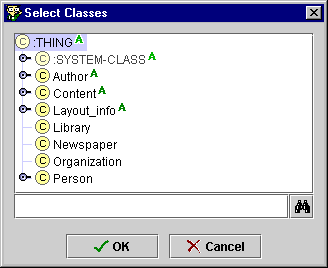 Select Classes
C :THING A
C :SYSTEM-CLASS A
C Author A
C Content A
C Layout_info A
C Library
C Newspaper
C Organization
C Person
OK Cancel